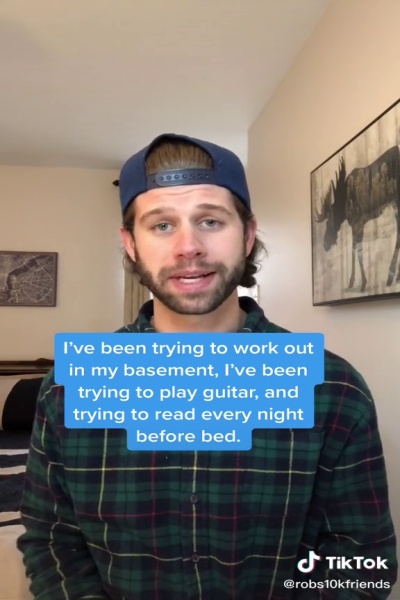 I've been trying to work out
in my basement, I've been
trying to play guitar, and
trying to read every night
before bed.
TikTok
@robs10kfriends